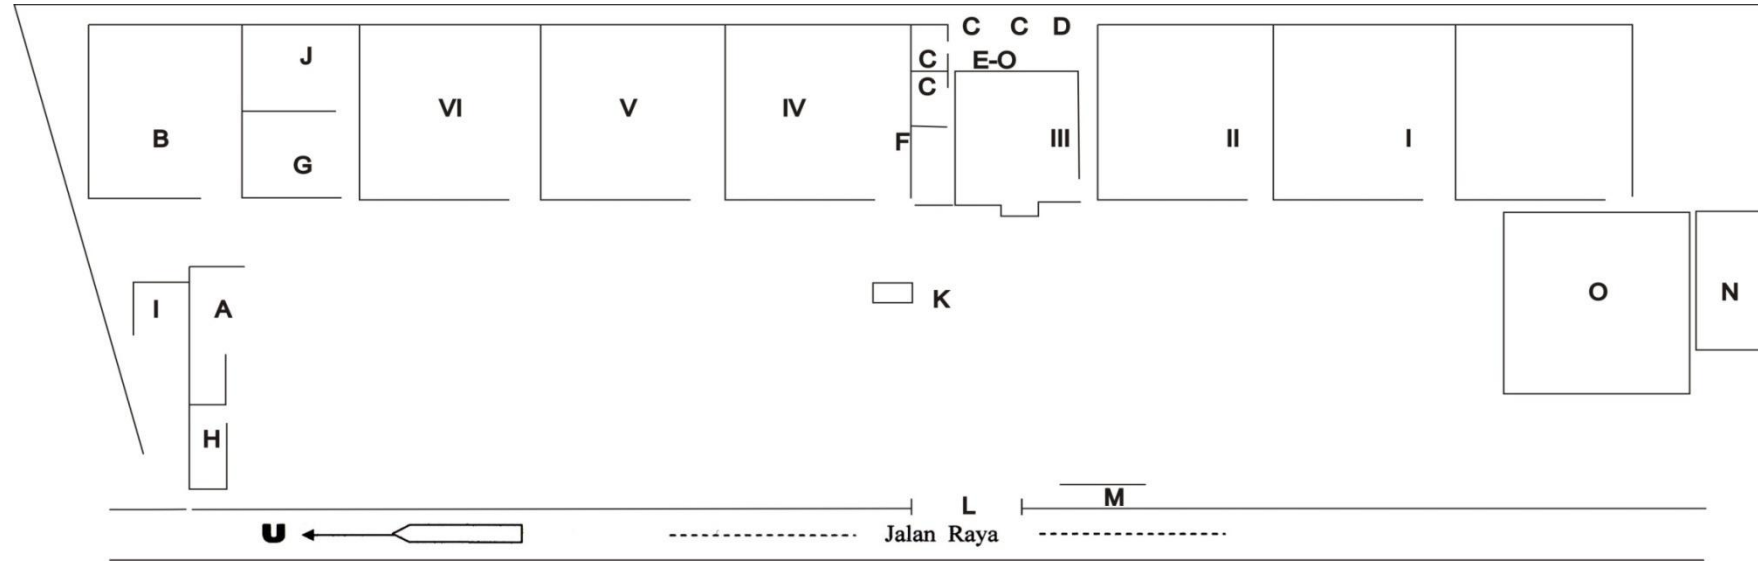 C C D
J C E-O
VI V IV C
B F III II I
G
I A K O N
H
M
L
U Jalan Raya